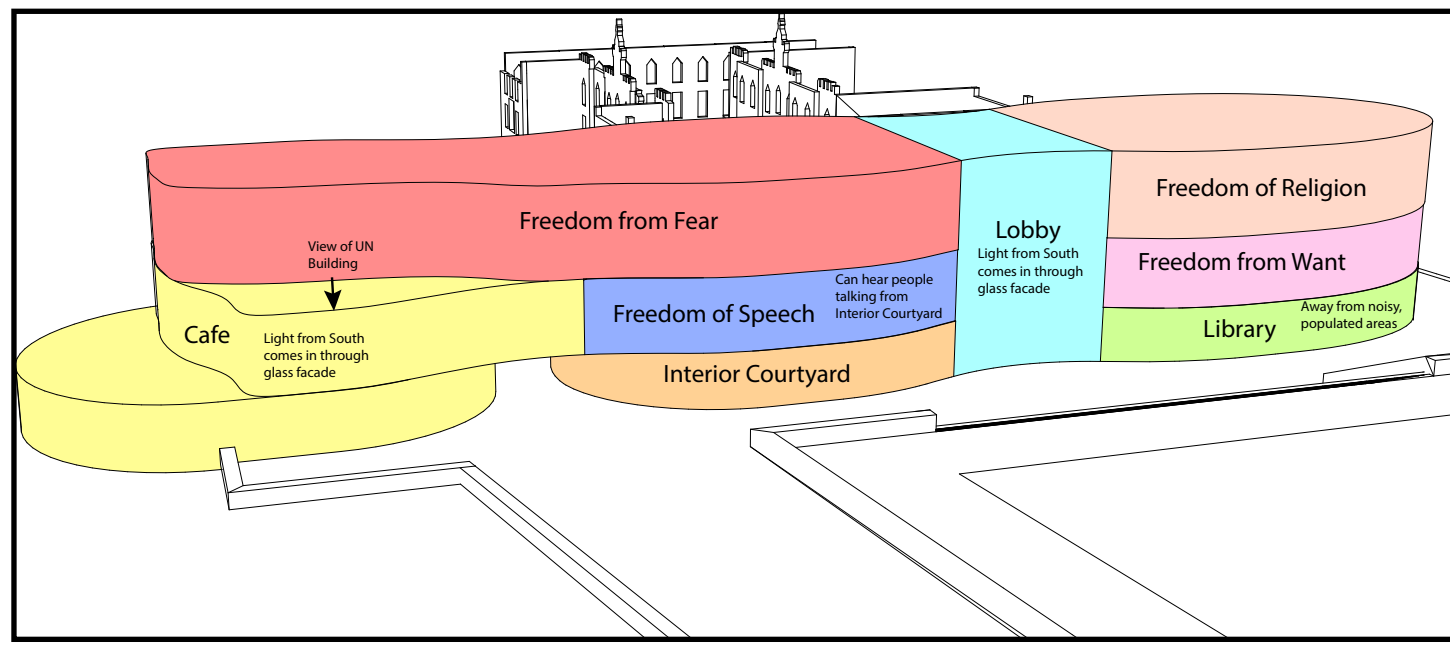 Freedom of Religion
Freedom from Fear
Lobby
Light from South
comes in through
glass facade
View of UN
Building
Freedom from Want
Can hear people
talking from
Interior Courtyard
Freedom of Speech
Away from noisy,
populated areas
Library
Cafe
Light from South
comes in through
glass facade
Interior Courtyard